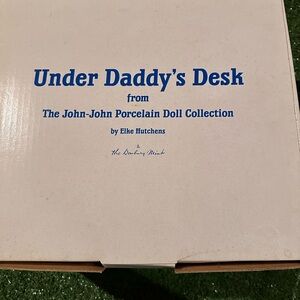 Under Daddy's Desk
from
The John-John Porcelain Doll Collection
by Elke Hutchens
&
the Danbury Mint